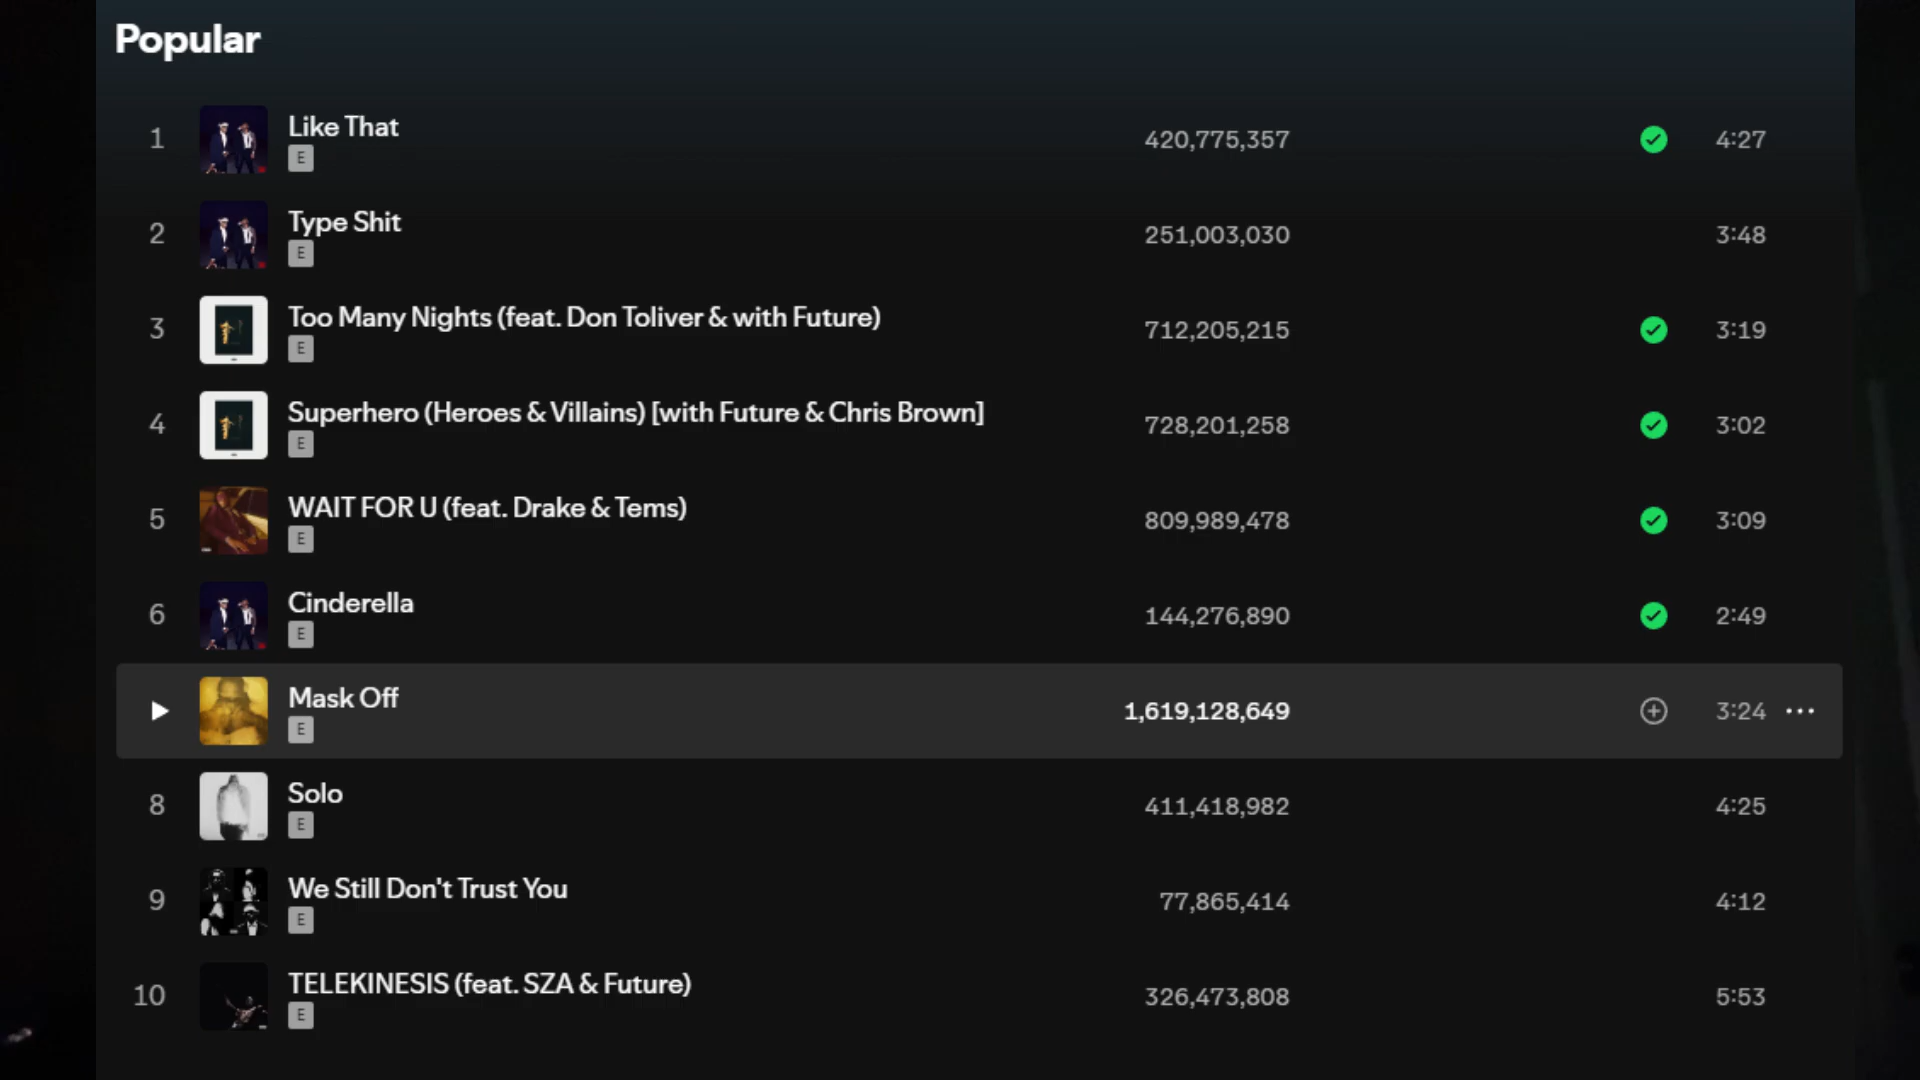 Popular
1
Like That
E
420,775,357
4:27
2
Type Shit
E
251,003,030
3:48
3
Too Many Nights (feat. Don Toliver & with Future)
E
712,205,215
3:19
4
Superhero (Heroes & Villains) [with Future & Chris Brown]
E
728,201,258
3:02
5
WAIT FOR U (feat. Drake & Tems)
E
809,989,478
3:09
6
Cinderella
E
144,276,890
2:49
Mask Off
E
1,619,128,649
3:24
8
Solo
E
411,418,982
4:25
9
We Still Don't Trust You
E
77,865,414
4:12
10
TELEKINESIS (feat. SZA & Future)
E
326,473,808
5:53